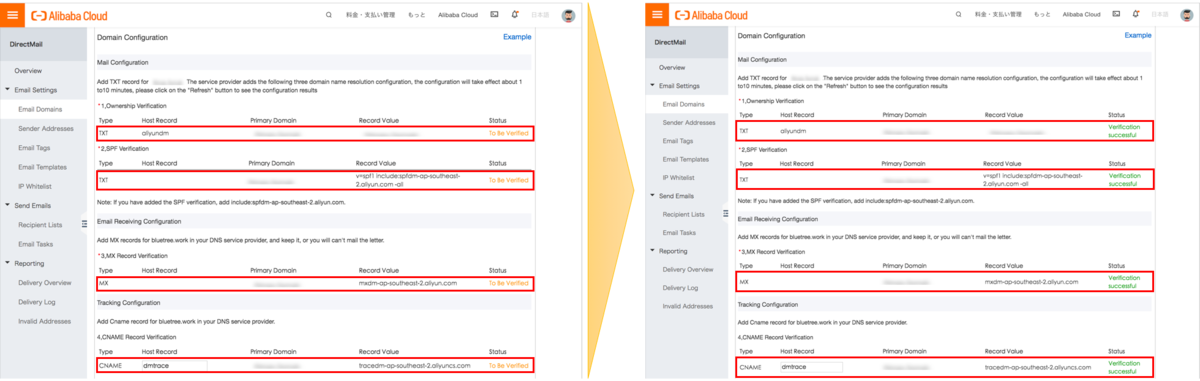 Alibaba Cloud
料金・支払い管理 もっと Alibaba Cloud 日本語
DirectMail
Overview
Email Settings
Email Domains
Sender Addresses
Email Tags
Email Templates
IP Whitelist
Send Emails
Recipient Lists
Email Tasks
Reporting
Delivery Overview
Delivery Log
Invalid Addresses
Domain Configuration Example
Mail Configuration
Add TXT record for The service provider adds the following three domain name resolution configuration, the configuration will take effect about 1
to10 minutes, please click on the "Refresh" button to see the configuration results
*1,Ownership Verification
Type Host Record Primary Domain Record Value Status
TXT aliyundm To Be Verified
*2,SPF Verification
Type Host Record Primary Domain Record Value Status
TXT v=spf1 include:spfdm-ap-southeast-
2.aliyun.com -all To Be Verified
Note: If you have added the SPF verification, add include:spfdm-ap-southeast-2.aliyun.com.
Email Receiving Configuration
Add MX records for bluetree.work in your DNS service provider, and keep it, or you will can't mail the letter.
*3,MX Record Verification
Type Host Record Primary Domain Record Value Status
MX mxdm-ap-southeast-2.aliyun.com To Be Verified
Tracking Configuration
Add Cname record for bluetree.work in your DNS service provider.
4,CNAME Record Verification
Type Host Record Primary Domain Record Value Status
CNAME dmtrace tracedm-ap-southeast-2.aliyuncs.com To Be Verified
Alibaba Cloud
料金・支払い管理 もっと Alibaba Cloud 日本語
DirectMail
Overview
Email Settings
Email Domains
Sender Addresses
Email Tags
Email Templates
IP Whitelist
Send Emails
Recipient Lists
Email Tasks
Reporting
Delivery Overview
Delivery Log
Invalid Addresses
Domain Configuration Example
Mail Configuration
Add TXT record for The service provider adds the following three domain name resolution configuration, the configuration will take effect about 1
to10 minutes, please click on the "Refresh" button to see the configuration results
*1,Ownership Verification
Type Host Record Primary Domain Record Value Status
TXT aliyundm Verification
successful
*2,SPF Verification
Type Host Record Primary Domain Record Value Status
TXT v=spf1 include:spfdm-ap-southeast- Verification
2.aliyun.com -all successful
Note: If you have added the SPF verification, add include:spfdm-ap-southeast-2.aliyun.com.
Email Receiving Configuration
Add MX records for bluetree.work in your DNS service provider, and keep it, or you will can't mail the letter.
*3,MX Record Verification
Type Host Record Primary Domain Record Value Status
MX mxdm-ap-southeast-2.aliyun.com Verification
successful
Tracking Configuration
Add Cname record for bluetree.work in your DNS service provider.
4,CNAME Record Verification
Type Host Record Primary Domain Record Value Status
CNAME dmtrace tracedm-ap-southeast-2.aliyuncs.com Verification
successful